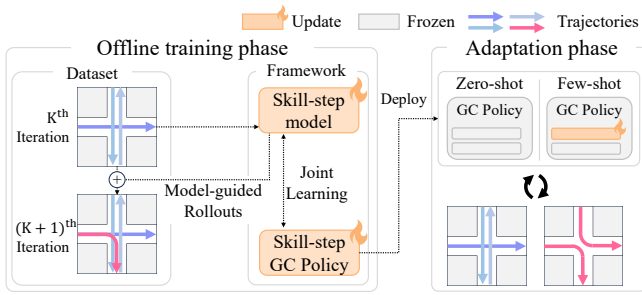 Update
Frozen
Trajectories
Offline training phase
Adaptation phase
Dataset
Framework
Kth
Iteration
+
(K + 1)th
Iteration
Skill-step
model
Model-guided
Rollouts
Joint
Learning
Skill-step
GC Policy
Deploy
Zero-shot
GC Policy
Few-shot
GC Policy